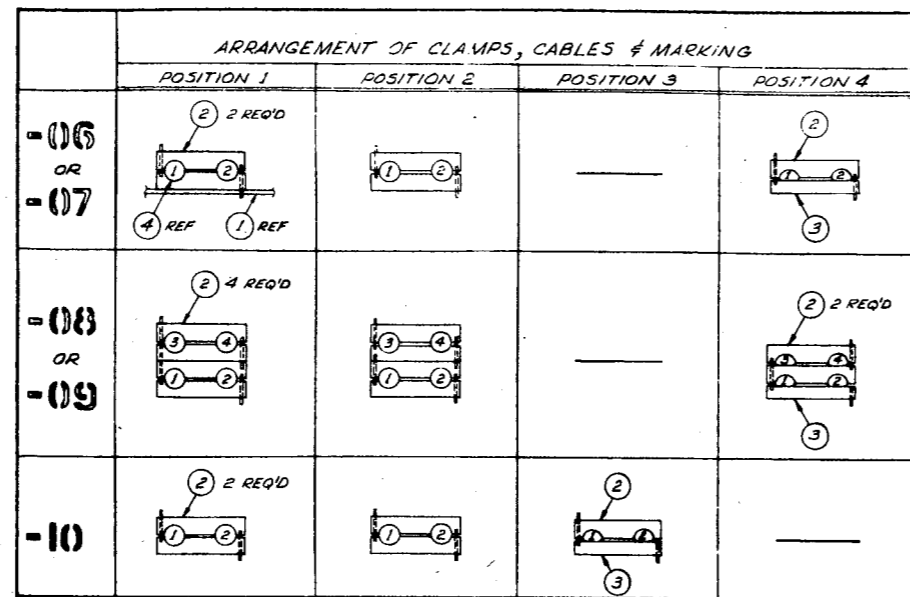 ARRANGEMENT OF CLAMPS, CABLES & MARKING
POSITION 1 POSITION 2 POSITION 3 POSITION 4
-06
OR
-07
2 2 REQ'D
1 2
4 REF 1 REF
1 2
2
1 2
3
-08
OR
-09
2 4 REQ'D
3 4
1 2
3 4
1 2
2 2 REQ'D
3 4
1 2
3
-10
2 2 REQ'D
1 2
1 2
2
1
3